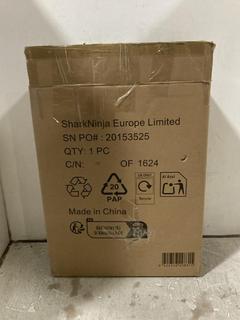 SharkNinja Europe Limited
SN PO# : 20153525
QTY: 1 PC
C/N: OF 1624
20
PAP
Made in China